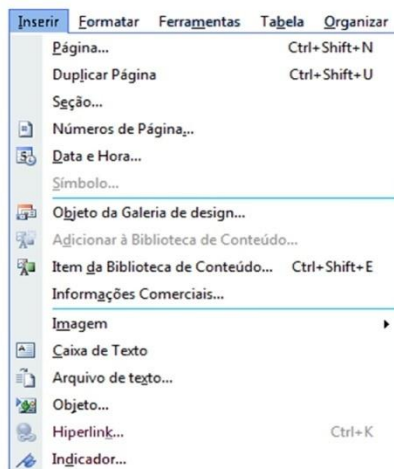 Inserir Formatar Ferramentas Tabela Organizar
Página... Ctrl+Shift+N
Duplicar Página Ctrl+Shift+U
Seção...
Números de Página...
Data e Hora...
Símbolo...
Objeto da Galeria de design...
Adicionar à Biblioteca de Conteúdo...
Item da Biblioteca de Conteúdo... Ctrl+Shift+E
Informações Comerciais...
Imagem
Caixa de Texto
Arquivo de texto...
Objeto...
Hiperlink... Ctrl+K
Indicador...